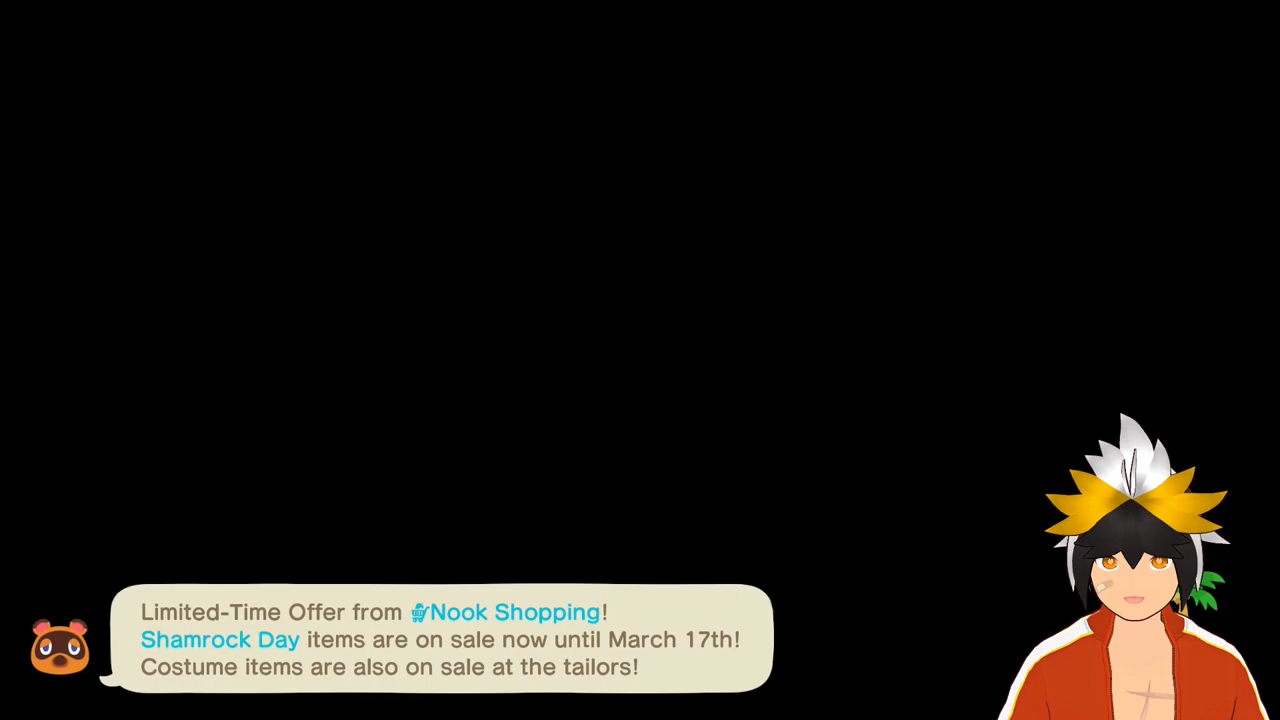 Limited-Time Offer from Nook Shopping!
Shamrock Day items are on sale now until March 17th!
Costume items are also on sale at the tailors!